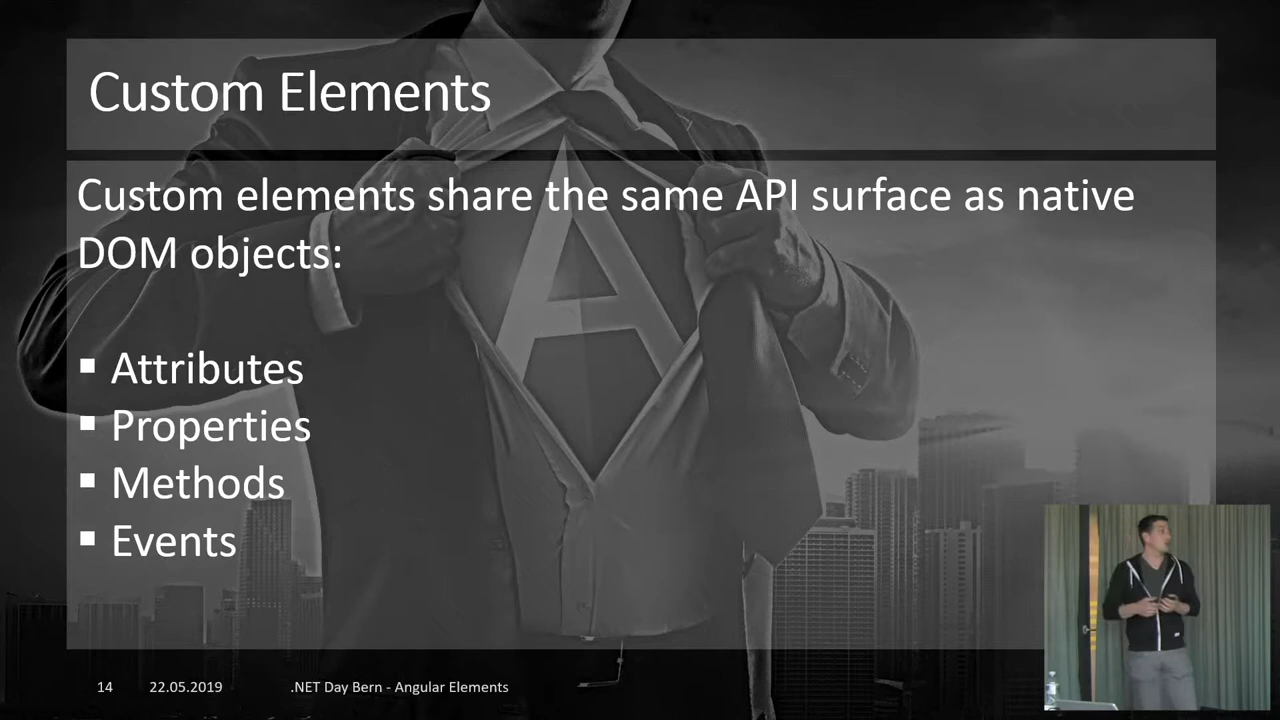 Custom Elements
Custom elements share the same API surface as native
DOM objects:
▪ Attributes
▪ Properties
▪ Methods
▪ Events
A
14 22.05.2019 .NET Day Bern - Angular Elements